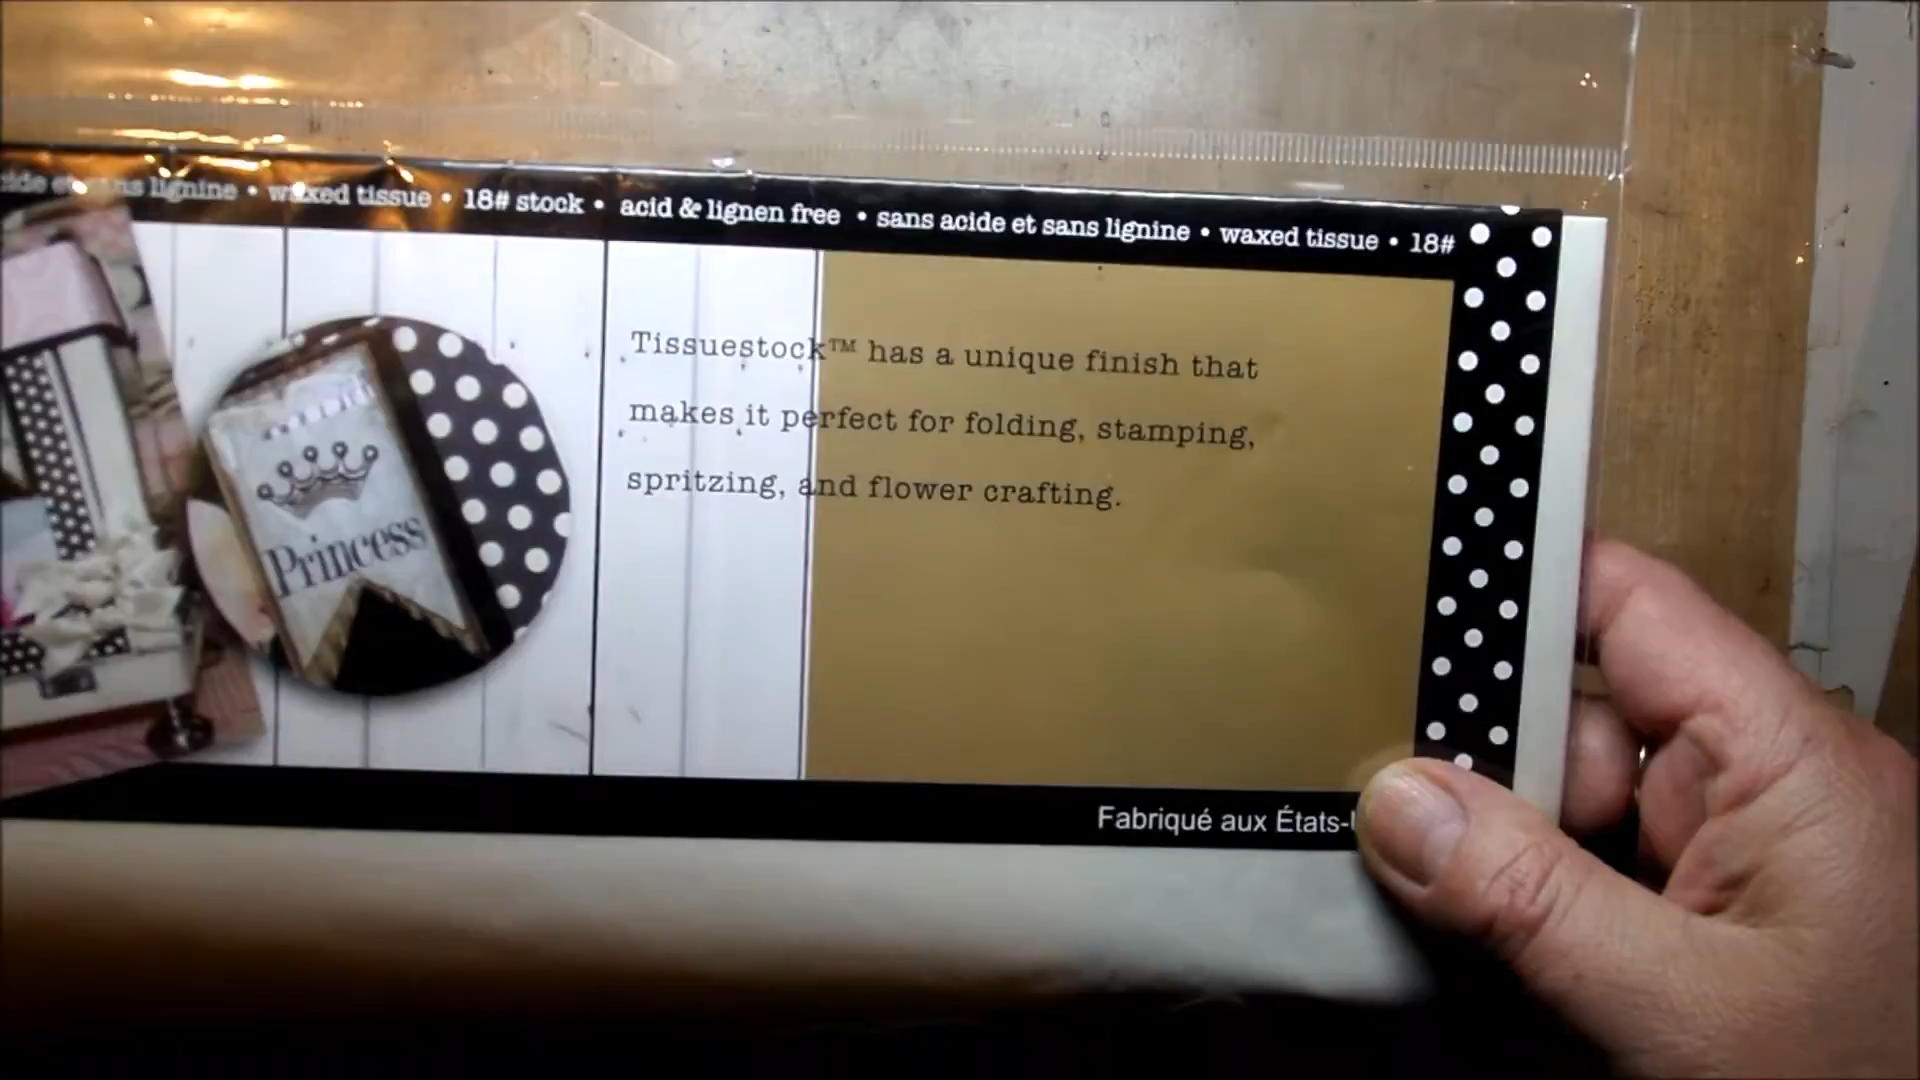 et sans lignine • waxed tissue • 18# stock • acid & lignen free • sans acide et sans lignine • waxed tissue • 18#
Tissuestock™ has a unique finish that
makes it perfect for folding, stamping,
spritzing, and flower crafting.
Princess
Fabriqué aux États-